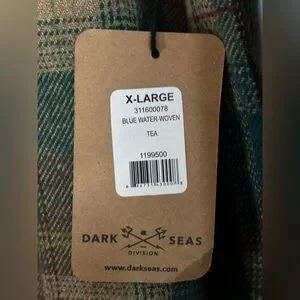 X-LARGE
311600078
BLUE WATER-WOVEN
TEA
1199500
DARK SEAS
DIVISION
www.darkseas.com